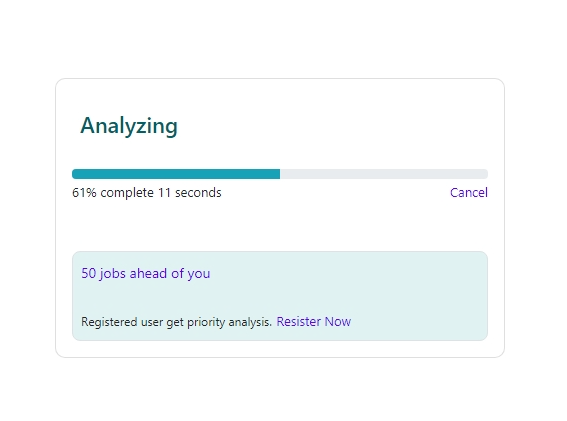 Analyzing
61% complete 11 seconds
Cancel
50 jobs ahead of you
Registered user get priority analysis. Resister Now